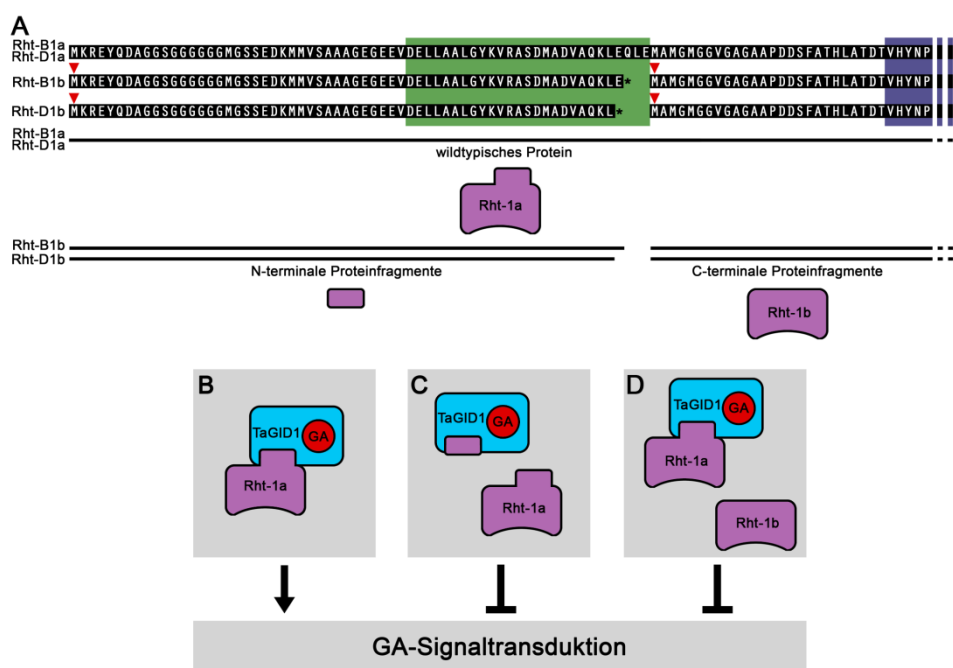 A
Rht-B1a
Rht-D1a
MKREYQDAGGSGGGGGGMGSSEDKMMVSAAAGEGEEVDELLAALGYKVRASDMADVAQKLEQLEMAMGMGGVGAGAAPDDSFATHLATDTVHYNP
Rht-B1b
MKREYQDAGGSGGGGGGMGSSEDKMMVSAAAGEGEEVDELLAALGYKVRASDMADVAQKLE* MAMGMGGVGAGAAPDDSFATHLATDTVHYNP
Rht-D1b
MKREYQDAGGSGGGGGGMGSSEDKMMVSAAAGEGEEVDELLAALGYKVRASDMADVAQKL* MAMGMGGVGAGAAPDDSFATHLATDTVHYNP
Rht-B1a
Rht-D1a
wildtypisches Protein
Rht-1a
Rht-B1b
Rht-D1b
N-terminale Proteinfragmente
C-terminale Proteinfragmente
Rht-1b
B
TaGID1
GA
Rht-1a
C
TaGID1
GA
Rht-1a
D
TaGID1
GA
Rht-1a
Rht-1b
GA-Signaltransduktion